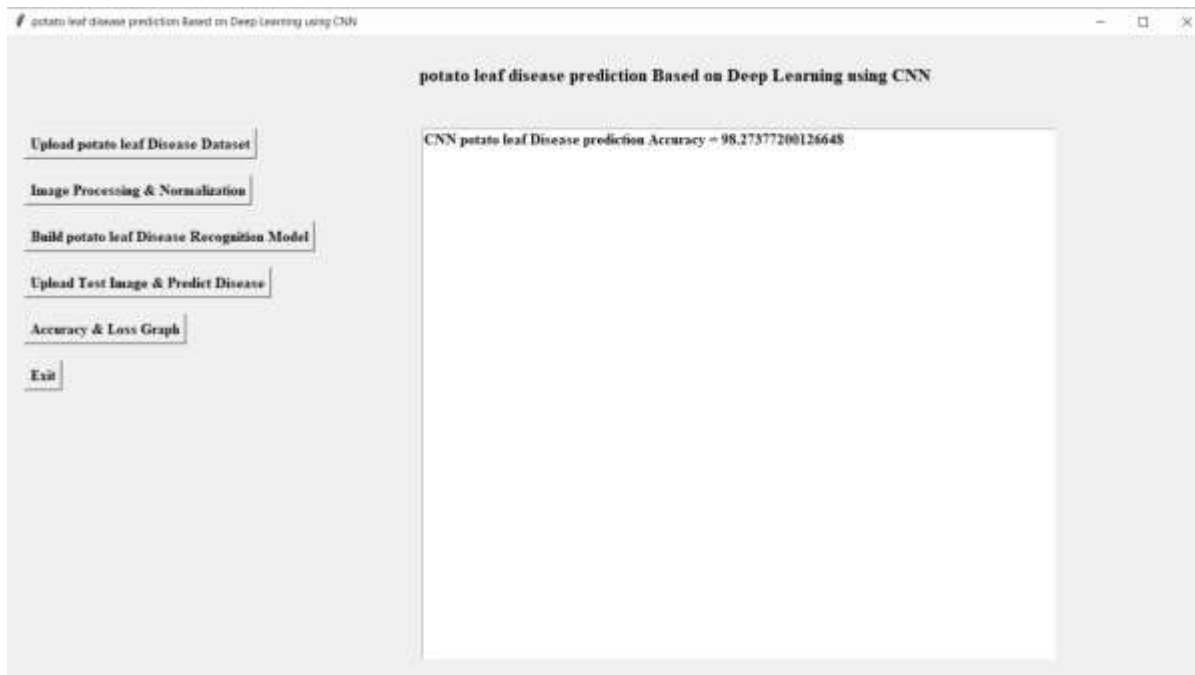 potato leaf disease prediction Based on Deep Learning using CNN
potato leaf disease prediction Based on Deep Learning using CNN
Upload potato leaf Disease Dataset
Image Processing & Normalization
Build potato leaf Disease Recognition Model
Upload Test Image & Predict Disease
Accuracy & Loss Graph
Exit
CNN potato leaf Disease prediction Accuracy = 98.27377200126648